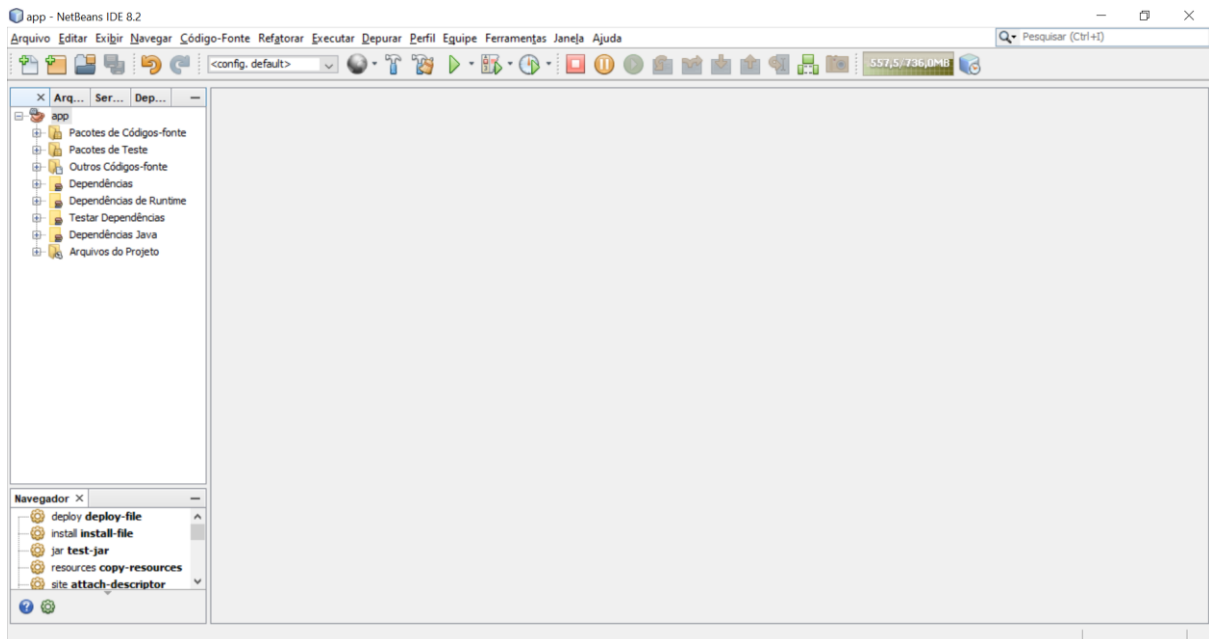 app - NetBeans IDE 8.2
Arquivo Editar Exibir Navegar Código-Fonte Refatorar Executar Depurar Perfil Equipe Ferramentas Janela Ajuda
Pesquisar (Ctrl+I)
<config. default>
557,5/736,0MB
Arq... Ser... Dep...
app
Pacotes de Códigos-fonte
Pacotes de Teste
Outros Códigos-fonte
Dependências
Dependências de Runtime
Testar Dependências
Dependências Java
Arquivos do Projeto
Navegador
deploy deploy-file
install install-file
jar test-jar
resources copy-resources
site attach-descriptor